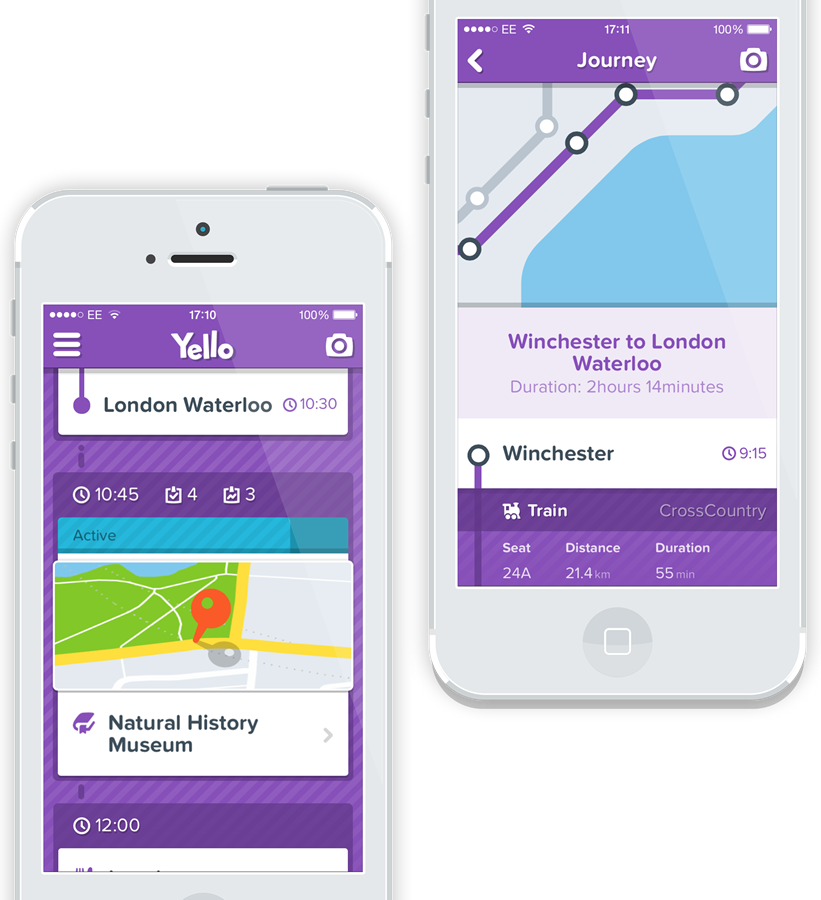 EE 17:10 100%
Yello
London Waterloo 10:30
10:45 4 3
Active
Natural History
Museum
12:00
EE 17:11 100%
Journey
Winchester to London
Waterloo
Duration: 2hours 14minutes
Winchester 9:15
Train CrossCountry
Seat Distance Duration
24A 21.4 km 55 min